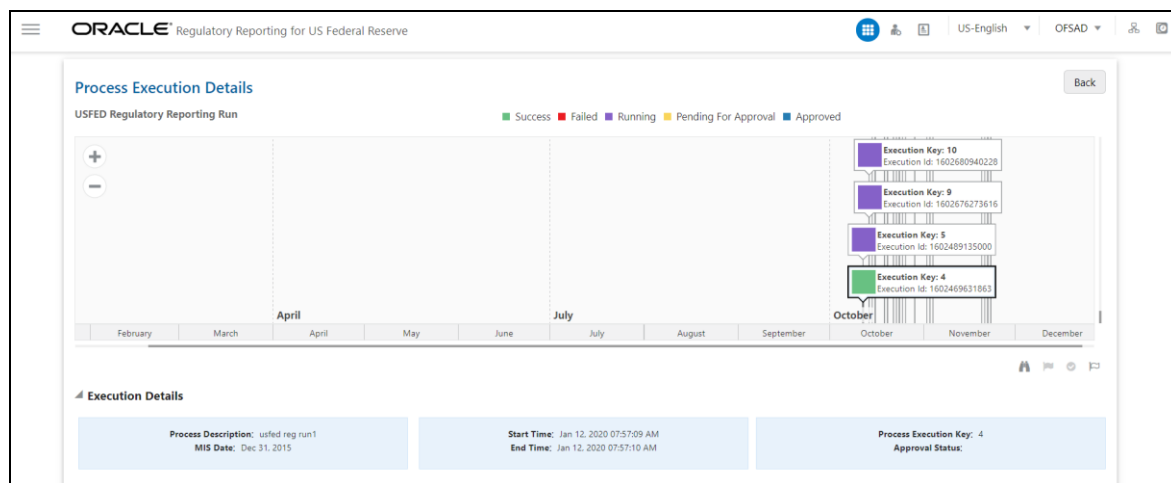 ORACLE® Regulatory Reporting for US Federal Reserve
US-English
OFSAD
Process Execution Details
Back
USFED Regulatory Reporting Run
Success Failed Running Pending For Approval Approved
Execution Key: 10
Execution Id: 1602680940228
Execution Key: 9
Execution Id: 1602676273616
Execution Key: 5
Execution Id: 1602489135000
Execution Key: 4
Execution Id: 1602469631863
April July October
February March April May June July August September October November December
Execution Details
Process Description: usfed reg run1
MIS Date: Dec 31, 2015
Start Time: Jan 12, 2020 07:57:09 AM
End Time: Jan 12, 2020 07:57:10 AM
Process Execution Key: 4
Approval Status: